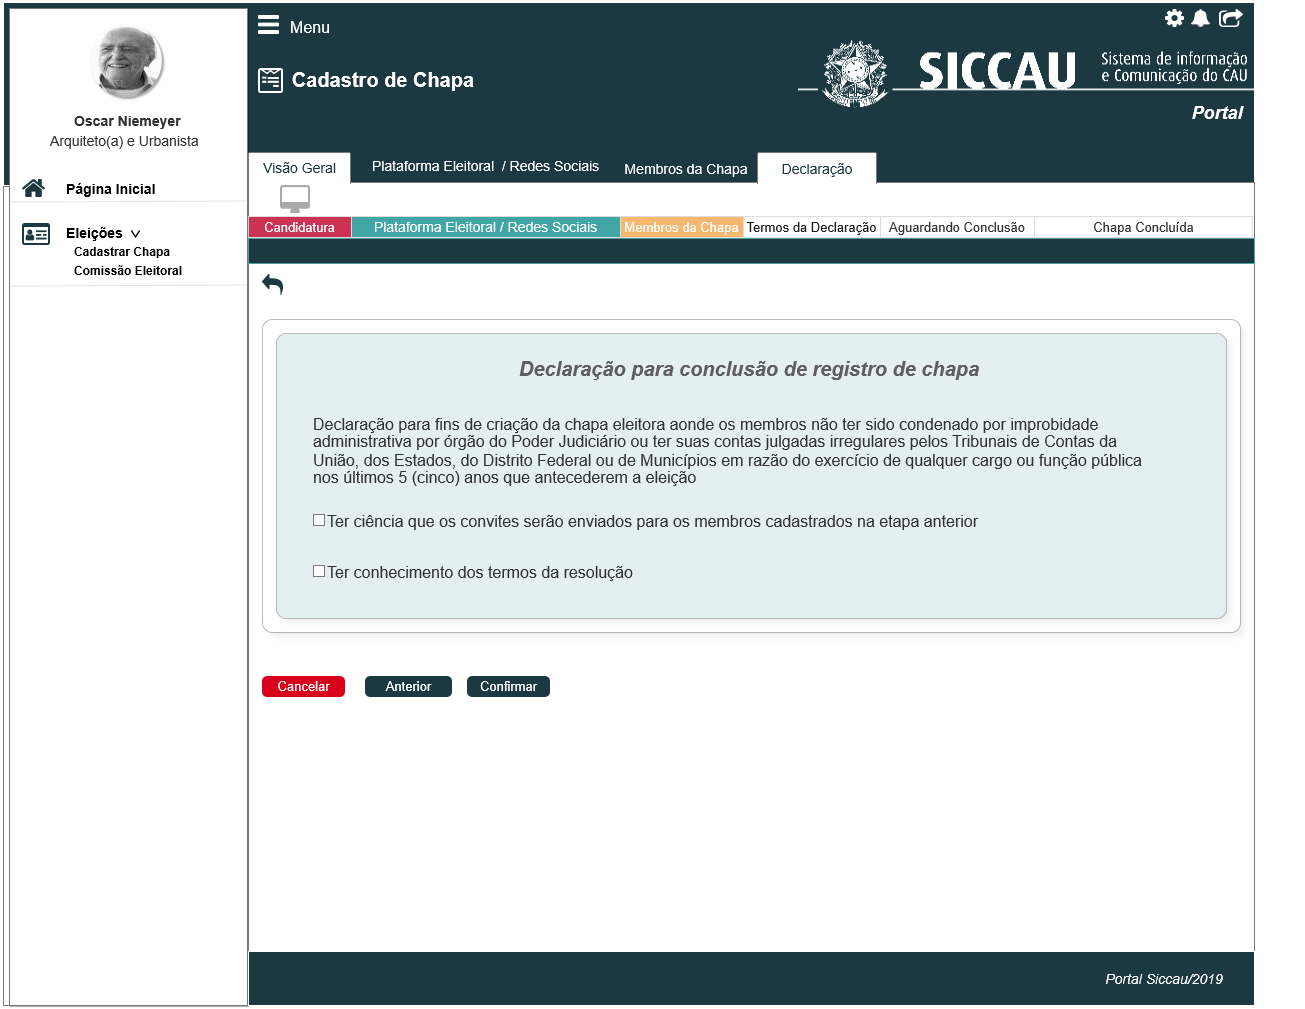 Menu
Cadastro de Chapa
SICCAU
Sistema de informação
e Comunicação do CAU
Portal
Oscar Niemeyer
Arquiteto(a) e Urbanista
Página Inicial
Eleições
Cadastrar Chapa
Comissão Eleitoral
Visão Geral
Plataforma Eleitoral / Redes Sociais
Membros da Chapa
Declaração
Candidatura
Plataforma Eleitoral / Redes Sociais
Membros da Chapa
Termos da Declaração
Aguardando Conclusão
Chapa Concluída
Declaração para conclusão de registro de chapa
Declaração para fins de criação da chapa eleitora aonde os membros não ter sido condenado por improbidade
administrativa por órgão do Poder Judiciário ou ter suas contas julgadas irregulares pelos Tribunais de Contas da
União, dos Estados, do Distrito Federal ou de Municípios em razão do exercício de qualquer cargo ou função pública
nos últimos 5 (cinco) anos que antecederem a eleição
Ter ciência que os convites serão enviados para os membros cadastrados na etapa anterior
Ter conhecimento dos termos da resolução
Cancelar
Anterior
Confirmar
Portal Siccau/2019